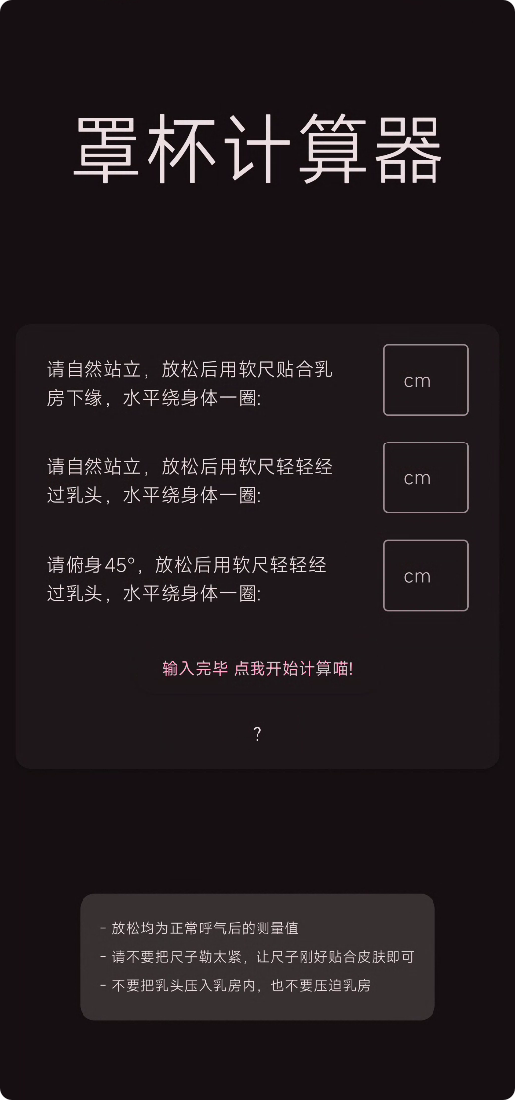 罩杯计算器
请自然站立，放松后用软尺贴合乳
房下缘，水平绕身体一圈:
cm
请自然站立，放松后用软尺轻轻经
过乳头，水平绕身体一圈:
cm
请俯身45°，放松后用软尺轻轻经
过乳头，水平绕身体一圈:
cm
输入完毕 点我开始计算喵!
?
- 放松均为正常呼气后的测量值
- 请不要把尺子勒太紧，让尺子刚好贴合皮肤即可
- 不要把乳头压入乳房内，也不要压迫乳房